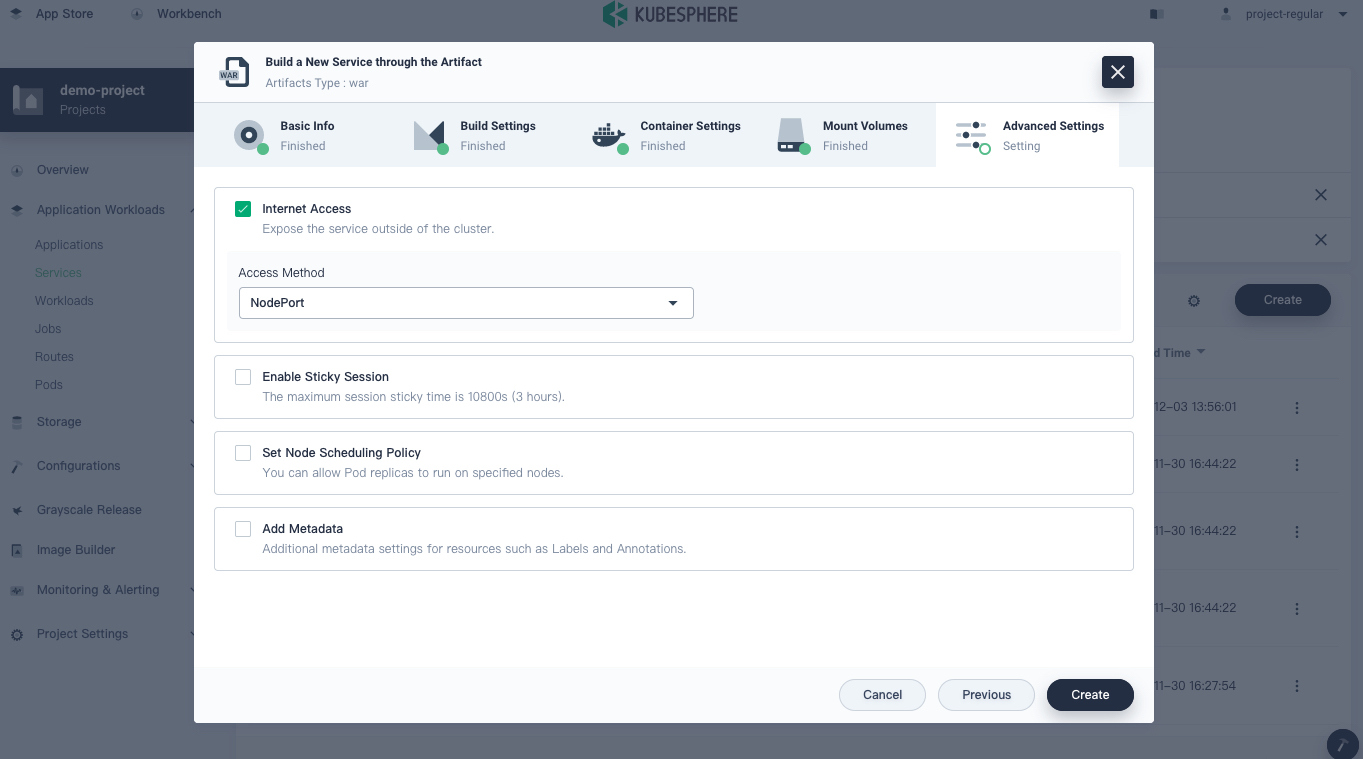 App Store
Workbench
KUBESPHERE
project-regular
demo-project
Projects
Overview
Application Workloads
Applications
Services
Workloads
Jobs
Routes
Pods
Storage
Configurations
Grayscale Release
Image Builder
Monitoring & Alerting
Project Settings
WAR
Build a New Service through the Artifact
Artifacts Type : war
Basic Info
Finished
Build Settings
Finished
Container Settings
Finished
Mount Volumes
Finished
Advanced Settings
Setting
Internet Access
Expose the service outside of the cluster.
Access Method
NodePort
Enable Sticky Session
The maximum session sticky time is 10800s (3 hours).
Set Node Scheduling Policy
You can allow Pod replicas to run on specified nodes.
Add Metadata
Additional metadata settings for resources such as Labels and Annotations.
Cancel
Previous
Create
Create
d Time
12-03 13:56:01
11-30 16:44:22
11-30 16:44:22
11-30 16:44:22
11-30 16:27:54